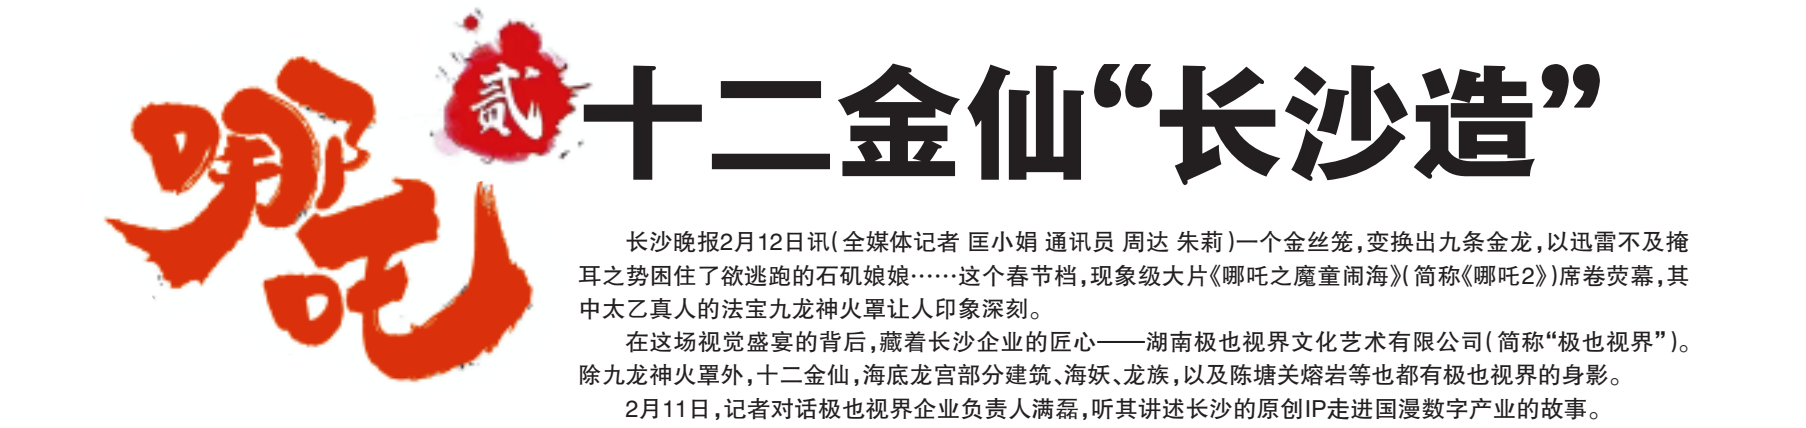 哪吒
贰
十二金仙“长沙造”
长沙晚报2月12日讯(全媒体记者 匡小娟 通讯员 周达 朱莉)一个金丝笼,变换出九条金龙,以迅雷不及掩
耳之势困住了欲逃跑的石矶娘娘……这个春节档,现象级大片《哪吒之魔童闹海》(简称《哪吒2》)席卷荧幕,其
中太乙真人的法宝九龙神火罩让人印象深刻。
在这场视觉盛宴的背后,藏着长沙企业的匠心——湖南极也视界文化艺术有限公司(简称“极也视界”)。
除九龙神火罩外,十二金仙,海底龙宫部分建筑、海妖、龙族,以及陈塘关熔岩等也都有极也视界的身影。
2月11日,记者对话极也视界企业负责人满磊,听其讲述长沙的原创IP走进国漫数字产业的故事。